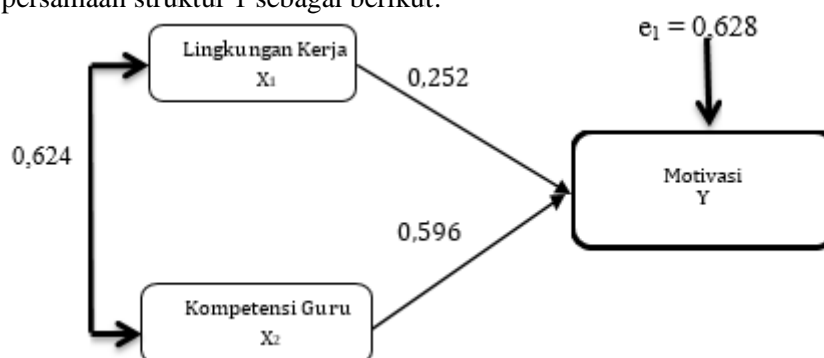 persamaan struktur 1 sebagai berikut:
e₁ = 0,628
Lingkungan Kerja
X₁
0,252
0,624
Motivasi
Y
0,596
Kompetensi Guru
X₂